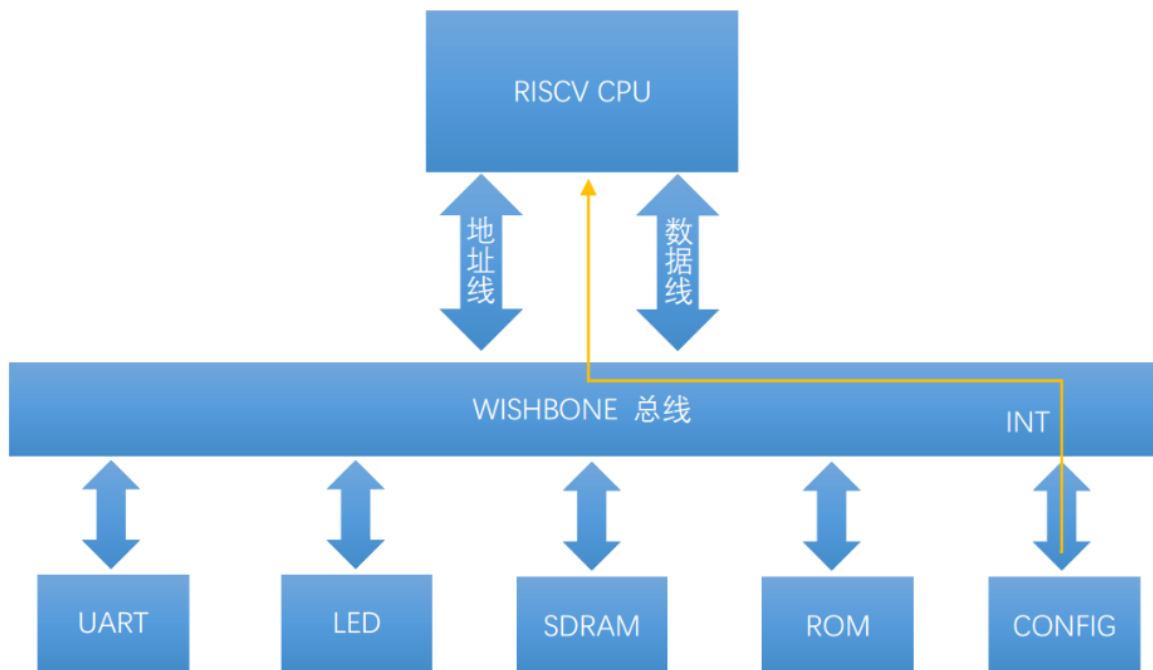 RISCV CPU
地址线
数据线
WISHBONE 总线
INT
UART
LED
SDRAM
ROM
CONFIG